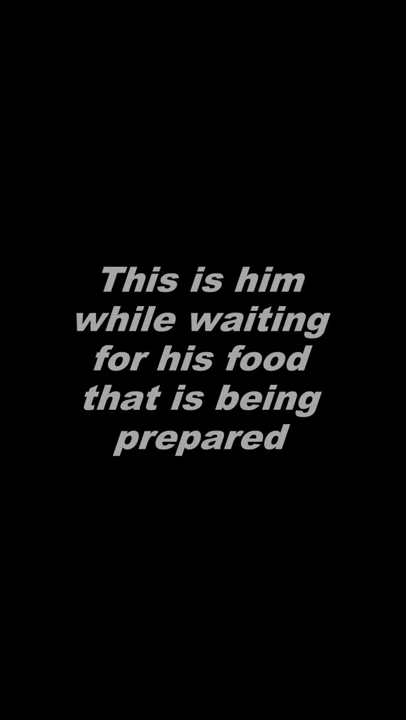 This is him
while waiting
for his food
that is being
prepared